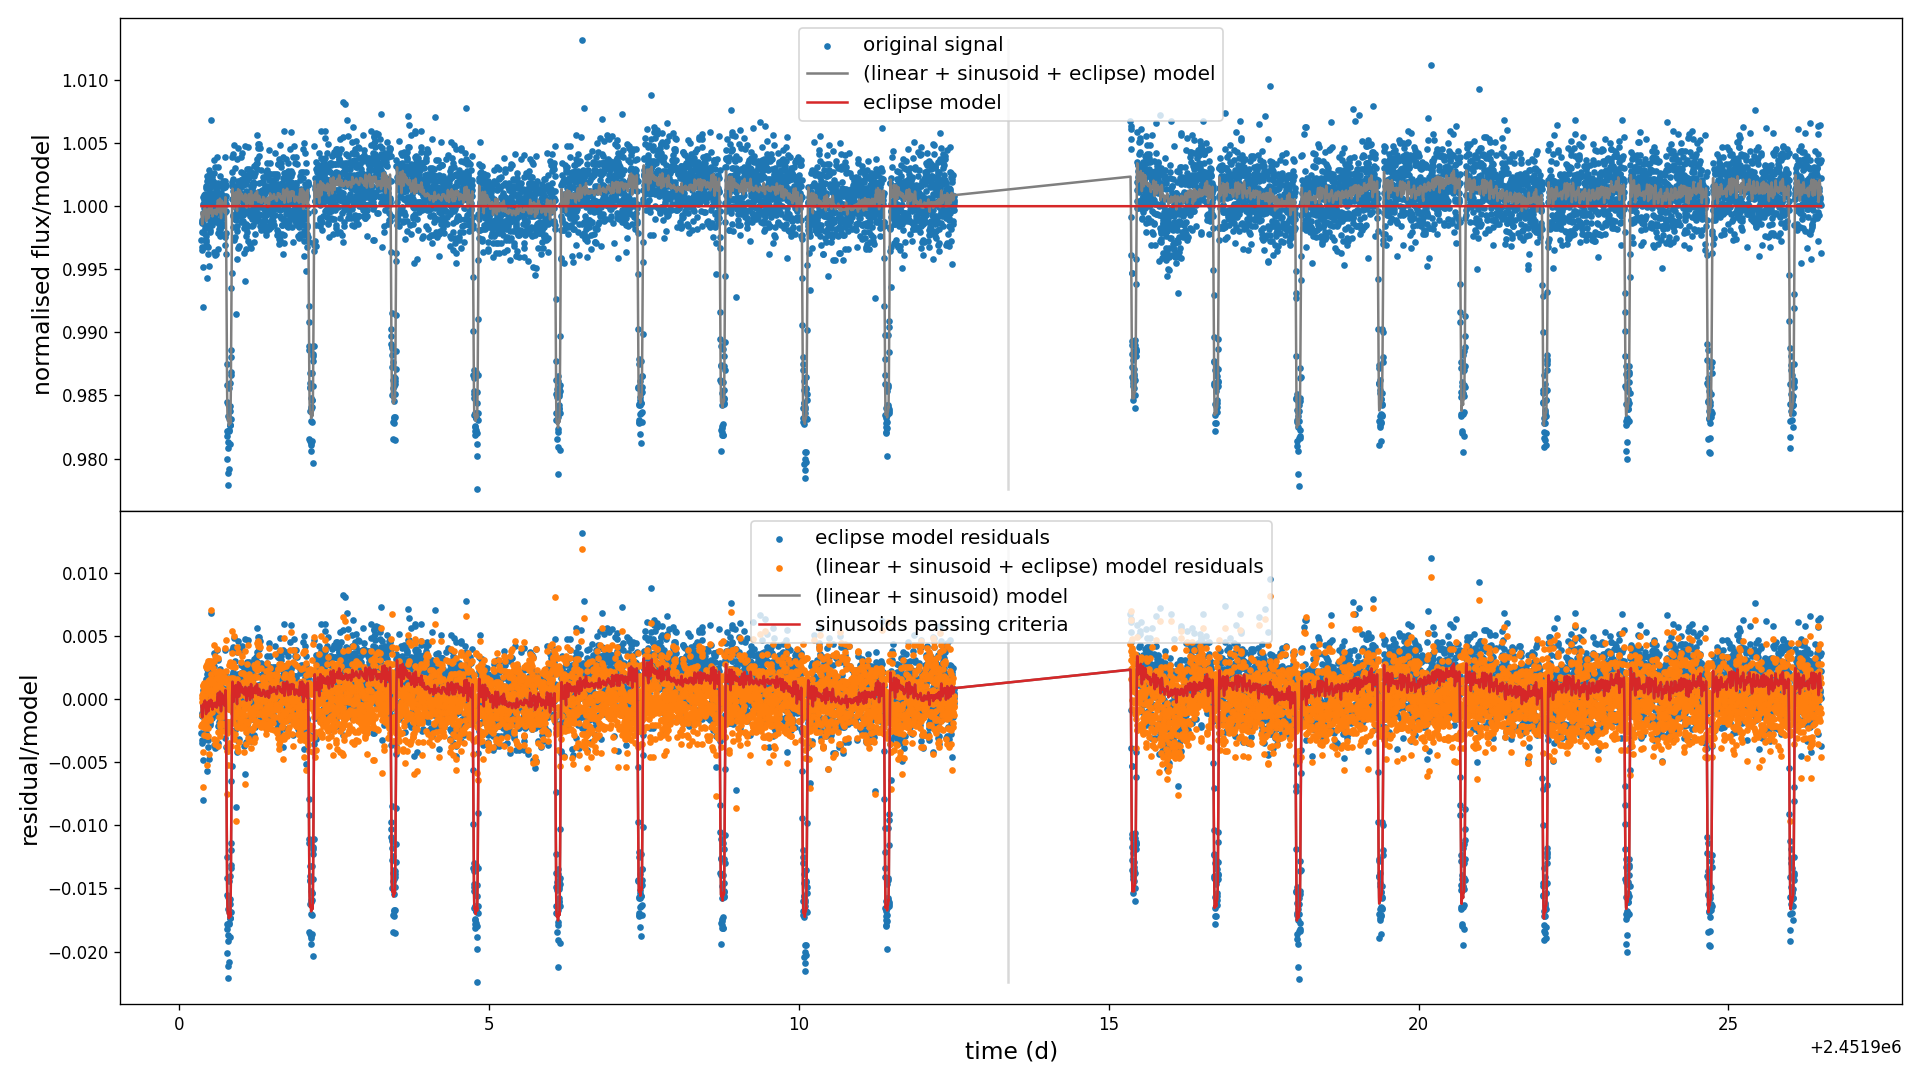 original signal
(linear + sinusoid + eclipse) model
eclipse model
normalised flux/model
1.010
1.005
1.000
0.995
0.990
0.985
0.980
eclipse model residuals
(linear + sinusoid + eclipse) model residuals
(linear + sinusoid) model
sinusoids passing criteria
residual/model
0.010
0.005
0.000
−0.005
−0.010
−0.015
−0.020
0
5
10
15
20
25
time (d)
+2.4519e6